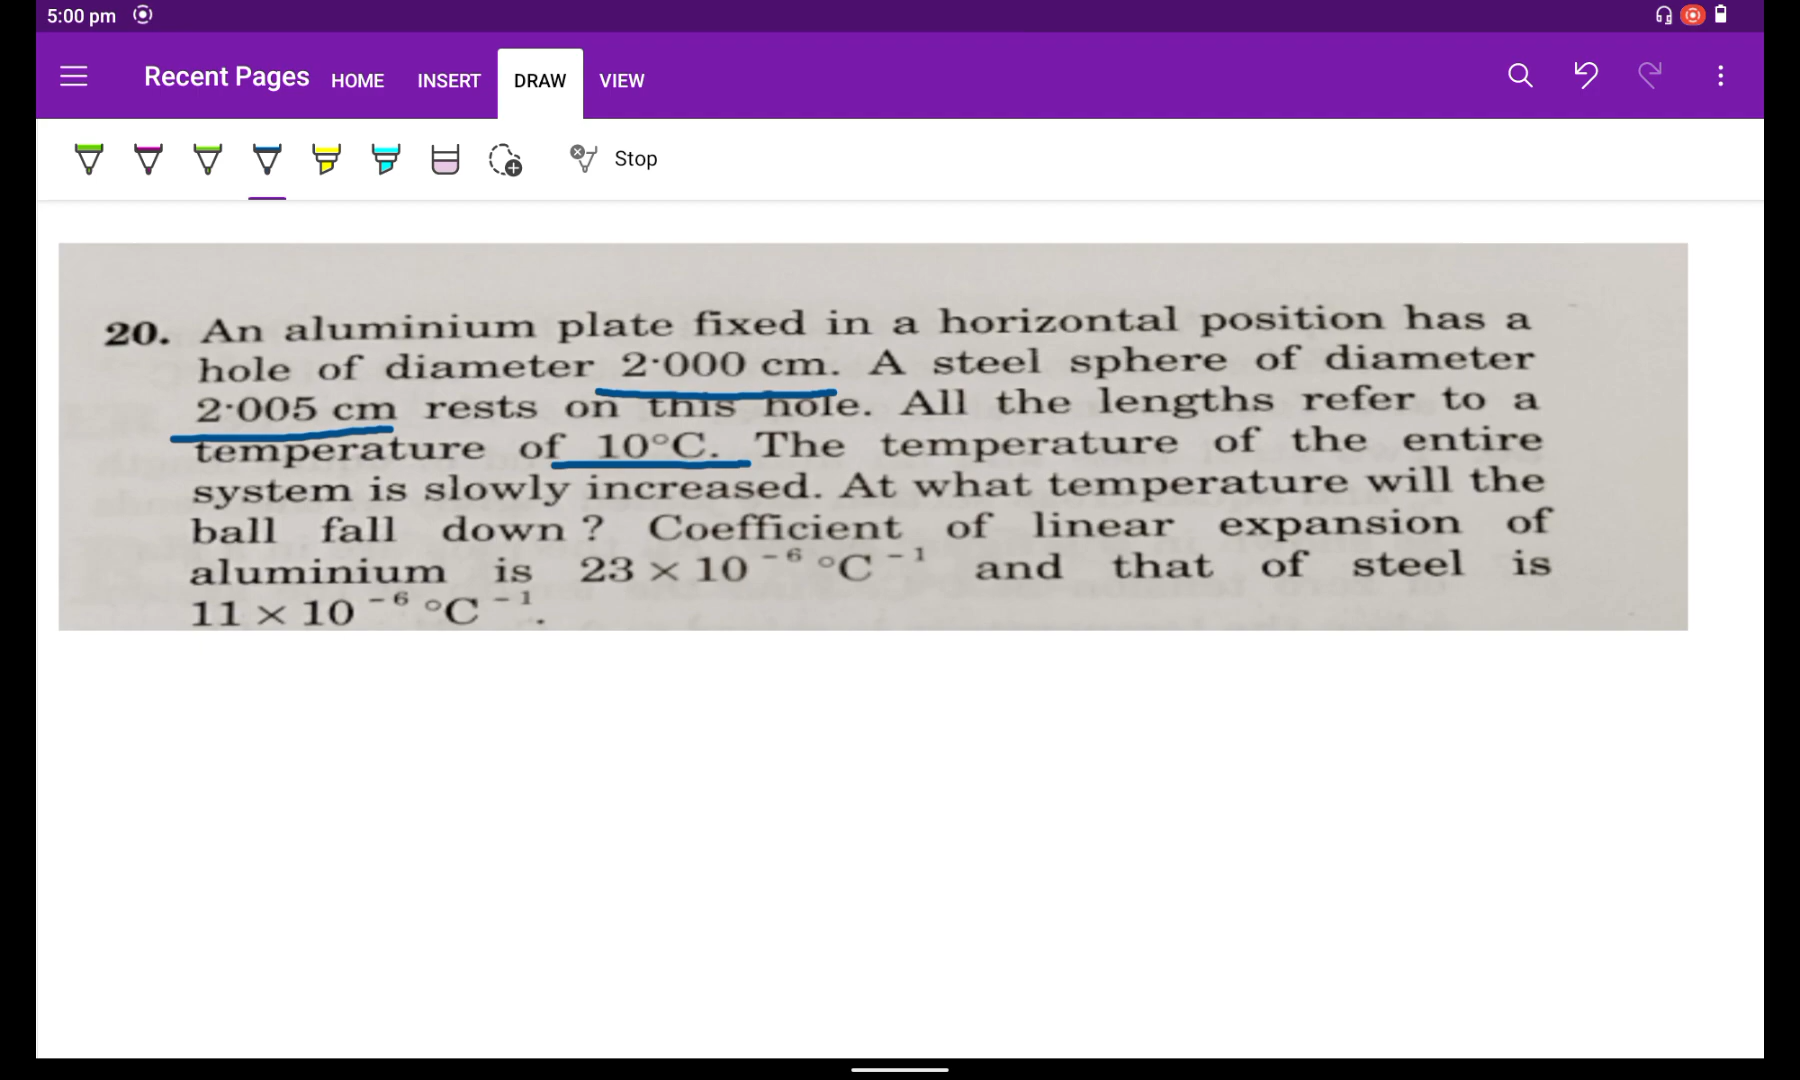 5:00 pm
Recent Pages HOME INSERT DRAW VIEW
Stop
20. An aluminium plate fixed in a horizontal position has a
hole of diameter 2·000 cm. A steel sphere of diameter
2·005 cm rests on this hole. All the lengths refer to a
temperature of 10°C. The temperature of the entire
system is slowly increased. At what temperature will the
ball fall down ? Coefficient of linear expansion of
aluminium is 23 × 10⁻⁶ °C⁻¹ and that of steel is
11 × 10⁻⁶ °C⁻¹.